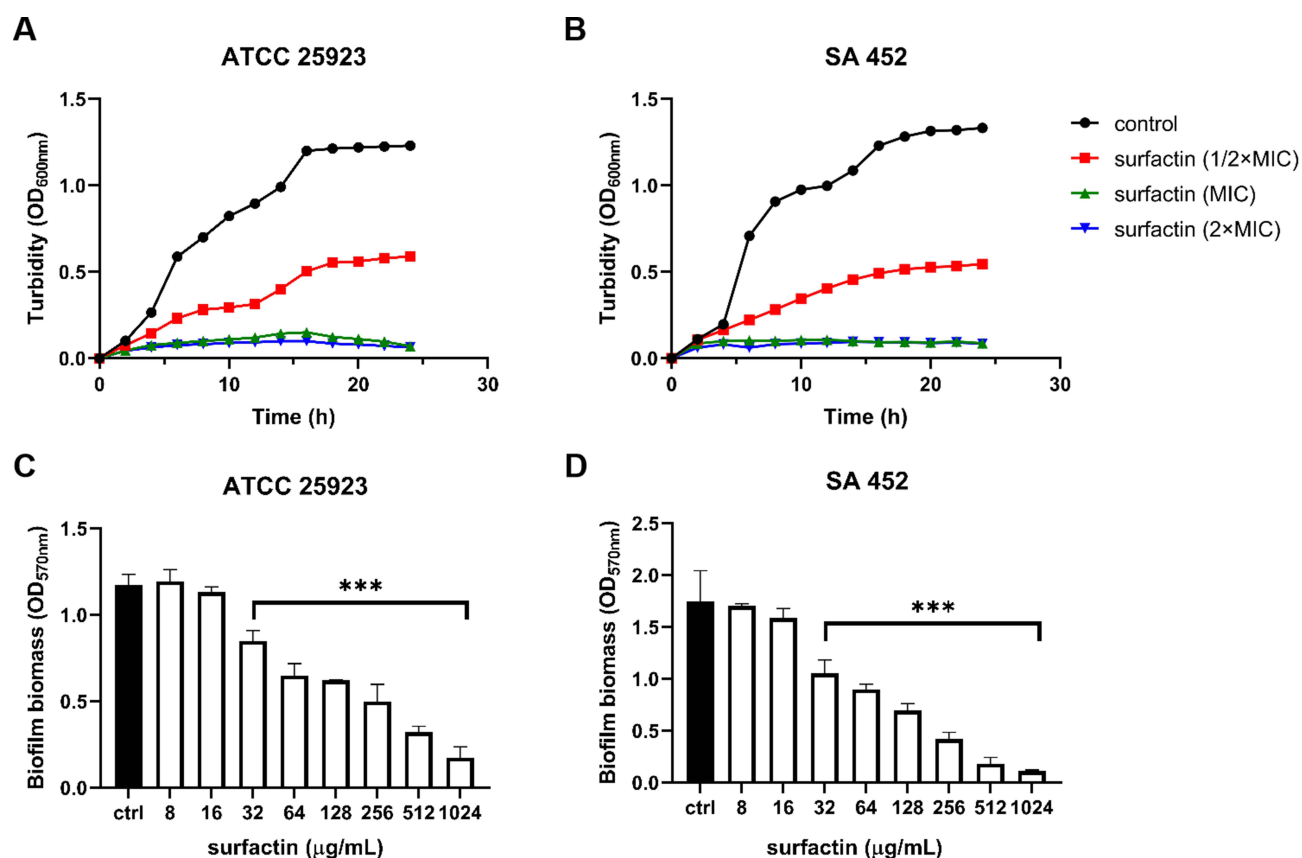 A
ATCC 25923
Turbidity (OD600nm)
1.5
1.0
0.5
0.0
0 10 20 30
Time (h)
B
SA 452
Turbidity (OD600nm)
1.5
1.0
0.5
0.0
0 10 20 30
Time (h)
control
surfactin (1/2×MIC)
surfactin (MIC)
surfactin (2×MIC)
C
ATCC 25923
Biofilm biomass (OD570nm)
1.5
1.0
0.5
0.0
***
ctrl 8 16 32 64 128 256 512 1024
surfactin (μg/mL)
D
SA 452
Biofilm biomass (OD570nm)
2.5
2.0
1.5
1.0
0.5
0.0
***
ctrl 8 16 32 64 128 256 512 1024
surfactin (μg/mL)